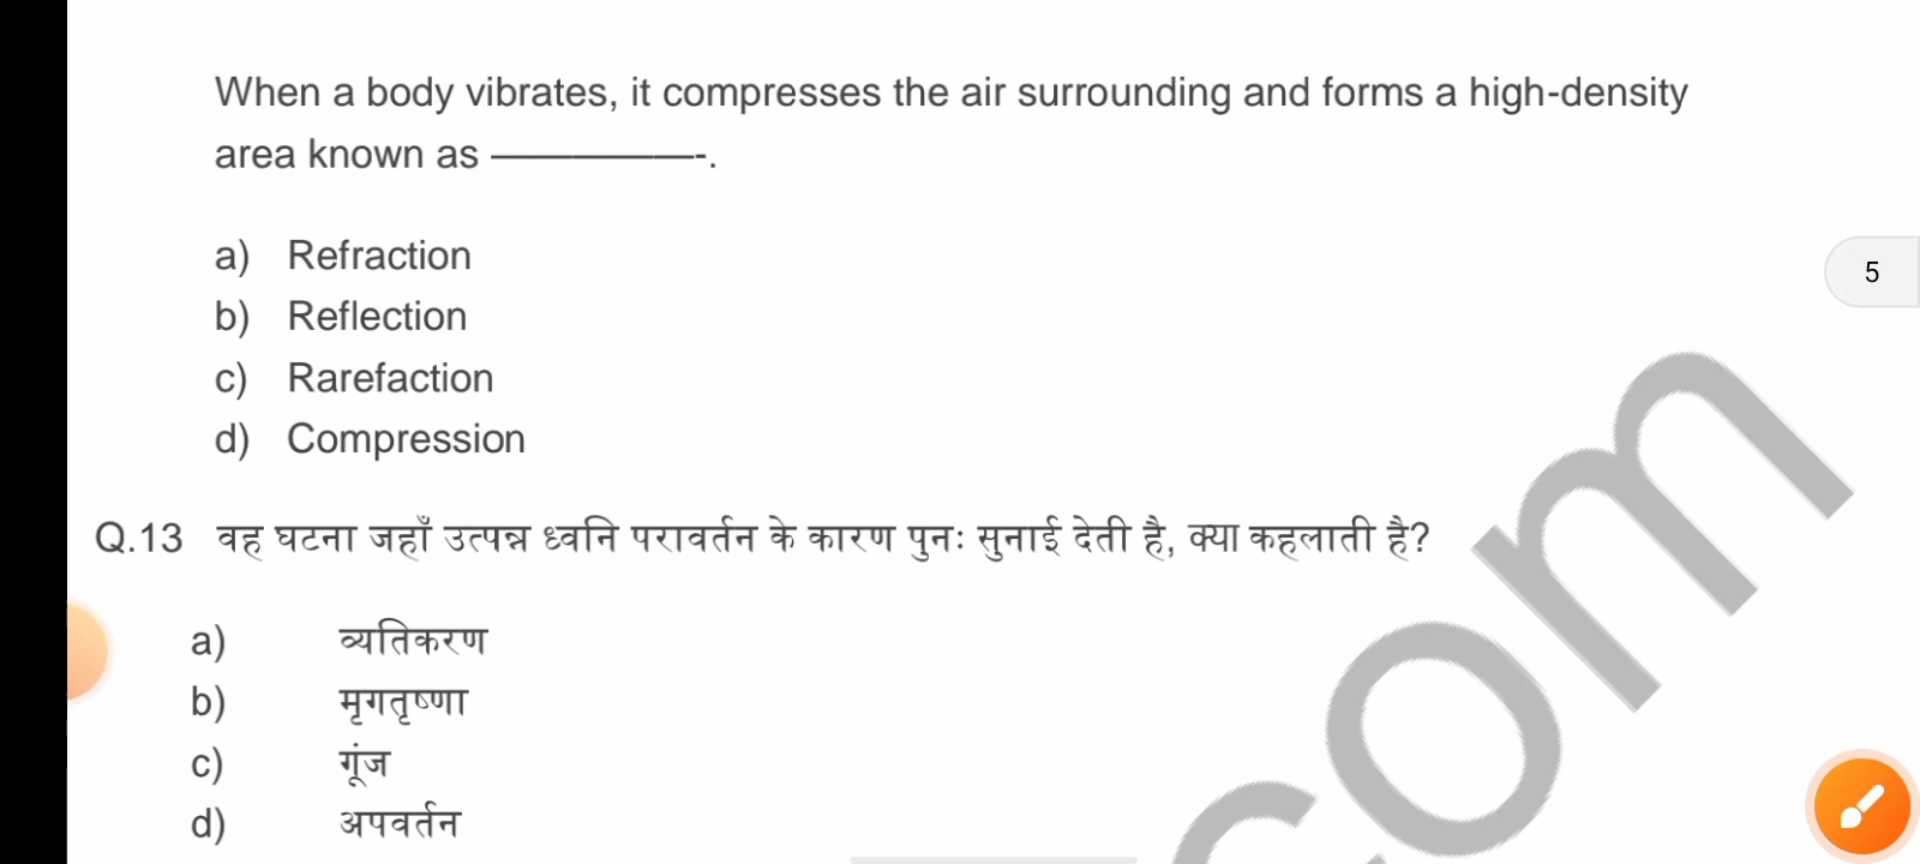 When a body vibrates, it compresses the air surrounding and forms a high-density
area known as —————-.
a) Refraction
b) Reflection
5
c) Rarefaction
d) Compression
Q.13 वह घटना जहाँ उत्पन्न ध्वनि परावर्तन के कारण पुनः सुनाई देती है, क्या कहलाती है?
a) व्यतिकरण
b) मृगतृष्णा
c) गूंज
d) अपवर्तन
com